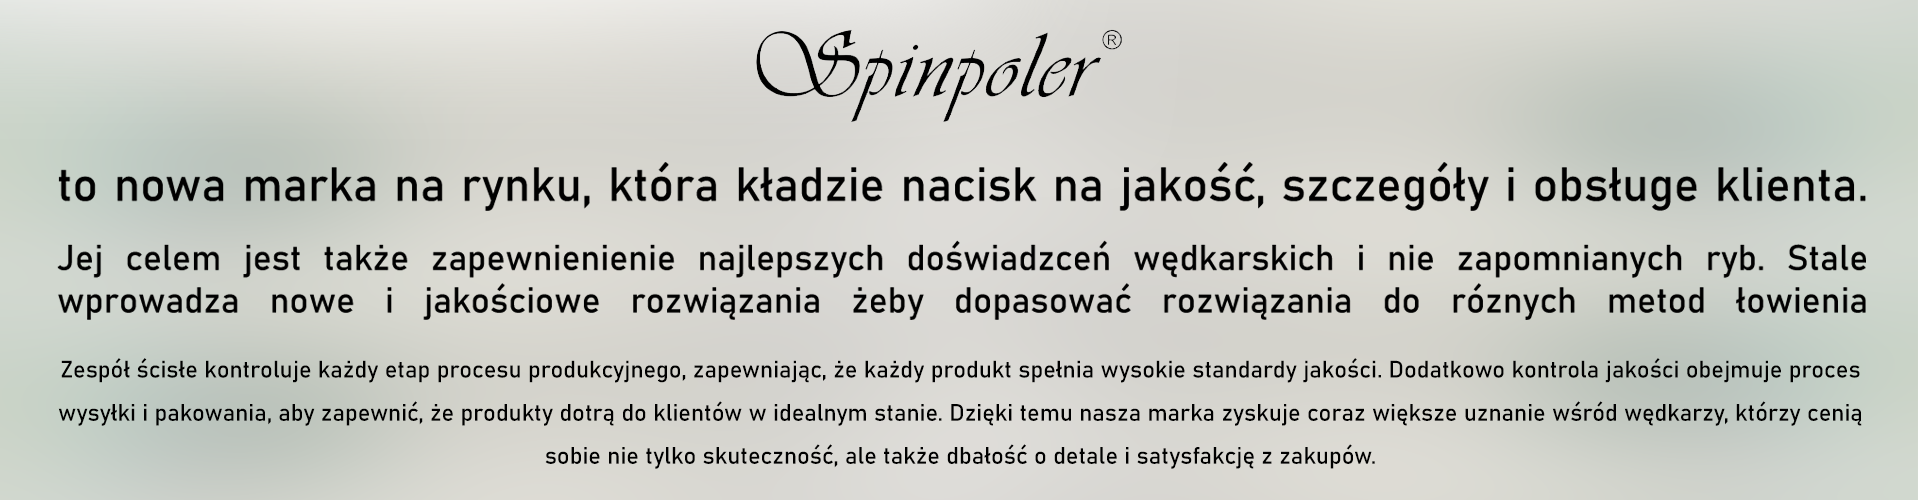 Spinpoler®
to nowa marka na rynku, która kładzie nacisk na jakość, szczegóły i obsługe klienta.
Jej celem jest także zapewnienienie najlepszych doświadzceń wędkarskich i nie zapomnianych ryb. Stale
wprowadza nowe i jakościowe rozwiązania żeby dopasować rozwiązania do róznych metod łowienia
Zespół ścisłe kontroluje każdy etap procesu produkcyjnego, zapewniając, że każdy produkt spełnia wysokie standardy jakości. Dodatkowo kontrola jakości obejmuje proces
wysyłki i pakowania, aby zapewnić, że produkty dotrą do klientów w idealnym stanie. Dzięki temu nasza marka zyskuje coraz większe uznanie wśród wędkarzy, którzy cenią
sobie nie tylko skuteczność, ale także dbałość o detale i satysfakcję z zakupów.